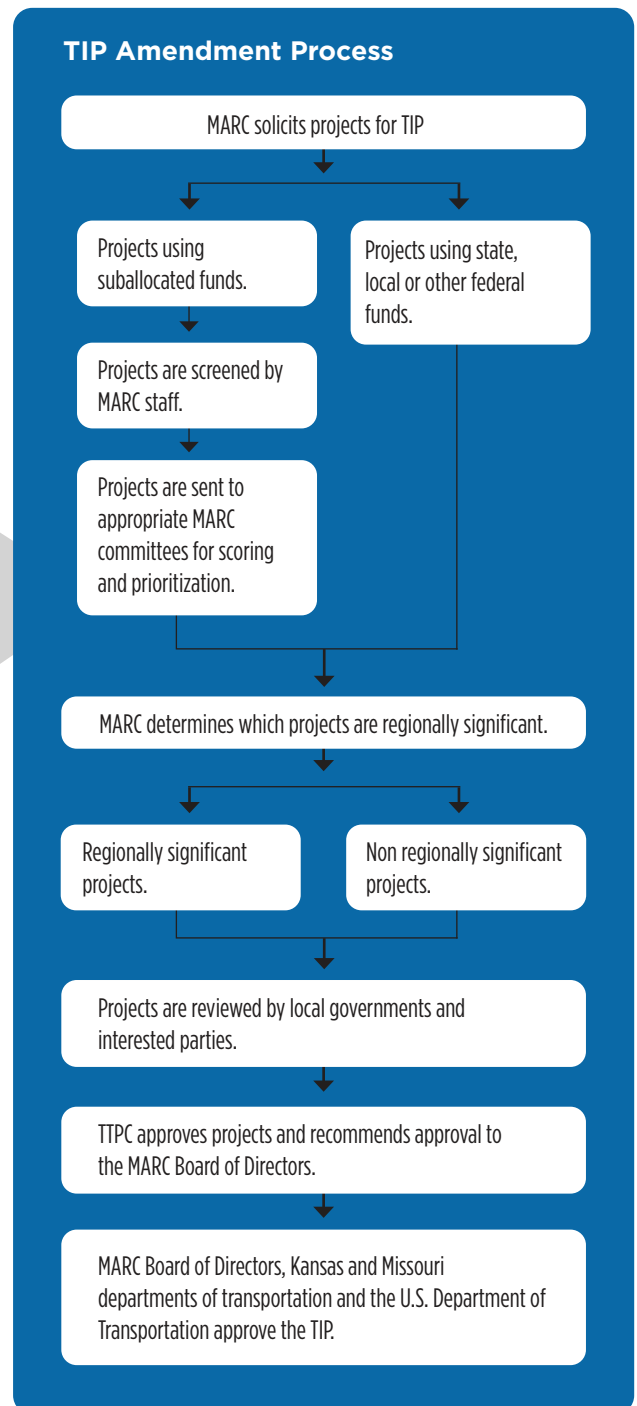 TIP Amendment Process
MARC solicits projects for TIP
Projects using
suballocated funds.
Projects using state,
local or other federal
funds.
Projects are screened by
MARC staff.
Projects are sent to
appropriate MARC
committees for scoring
and prioritization.
MARC determines which projects are regionally significant.
Regionally significant
projects.
Non regionally significant
projects.
Projects are reviewed by local governments and
interested parties.
TTPC approves projects and recommends approval to
the MARC Board of Directors.
MARC Board of Directors, Kansas and Missouri
departments of transportation and the U.S. Department of
Transportation approve the TIP.